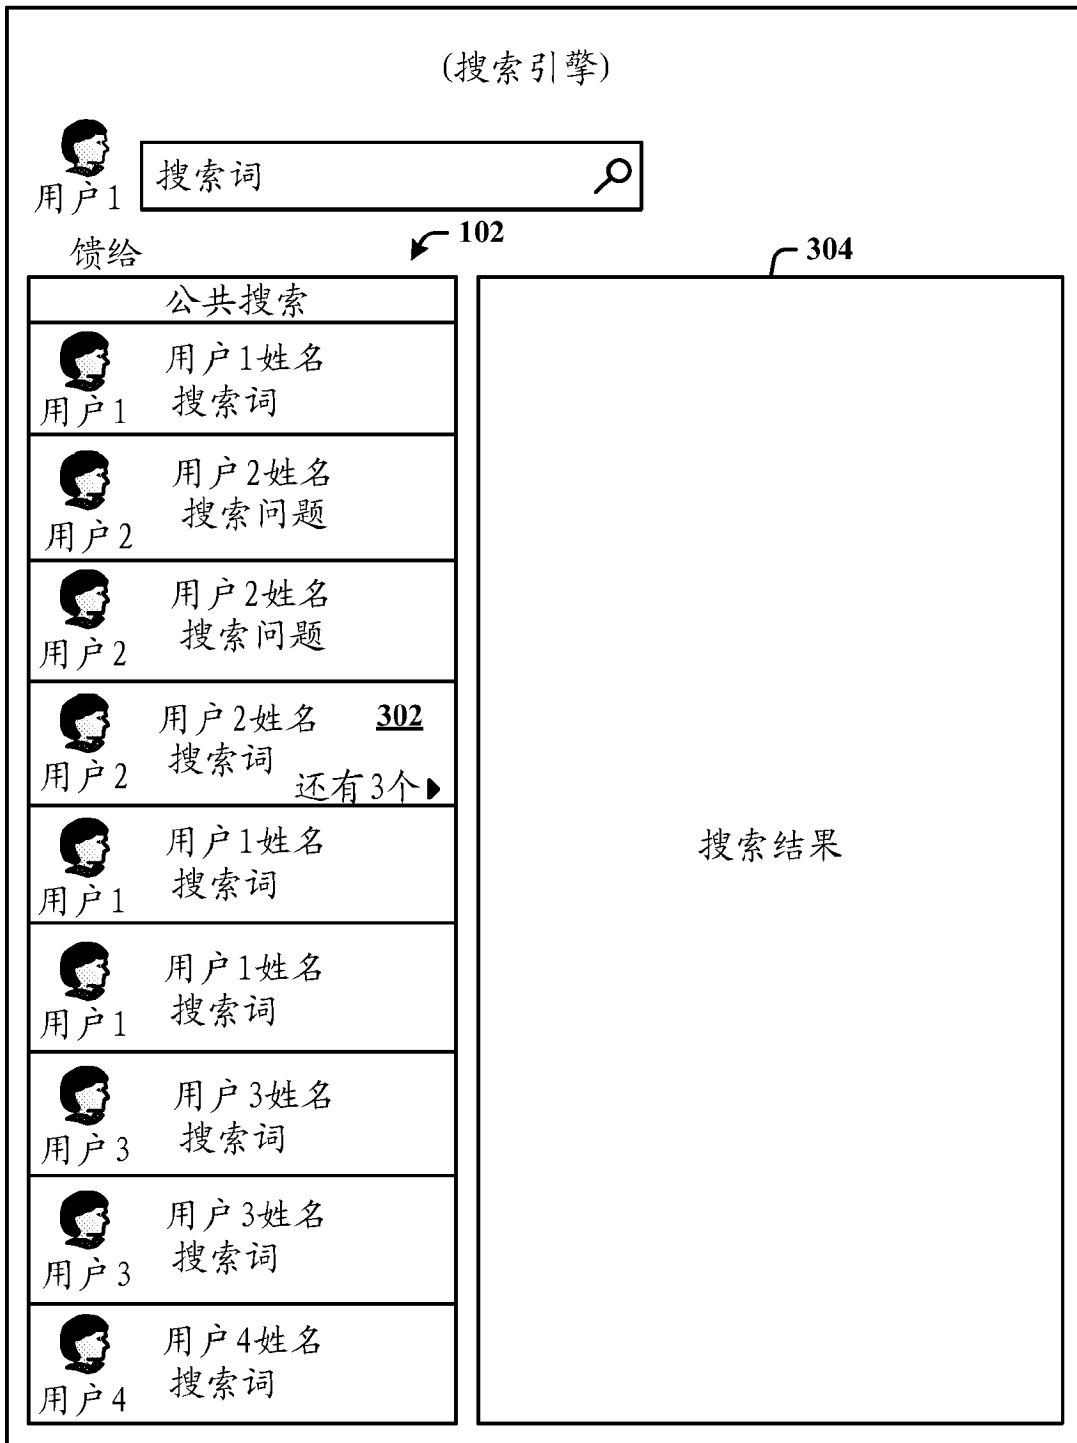 (搜索引擎)
用户1
搜索词
馈给
102
304
公共搜索
用户1姓名
搜索词
用户1
用户2姓名
搜索问题
用户2
用户2姓名
搜索问题
用户2
用户2姓名
302
搜索词
用户2
还有3个
用户1姓名
搜索词
用户1
用户1姓名
搜索词
用户1
用户3姓名
搜索词
用户3
用户3姓名
搜索词
用户3
用户4姓名
搜索词
用户4
搜索结果